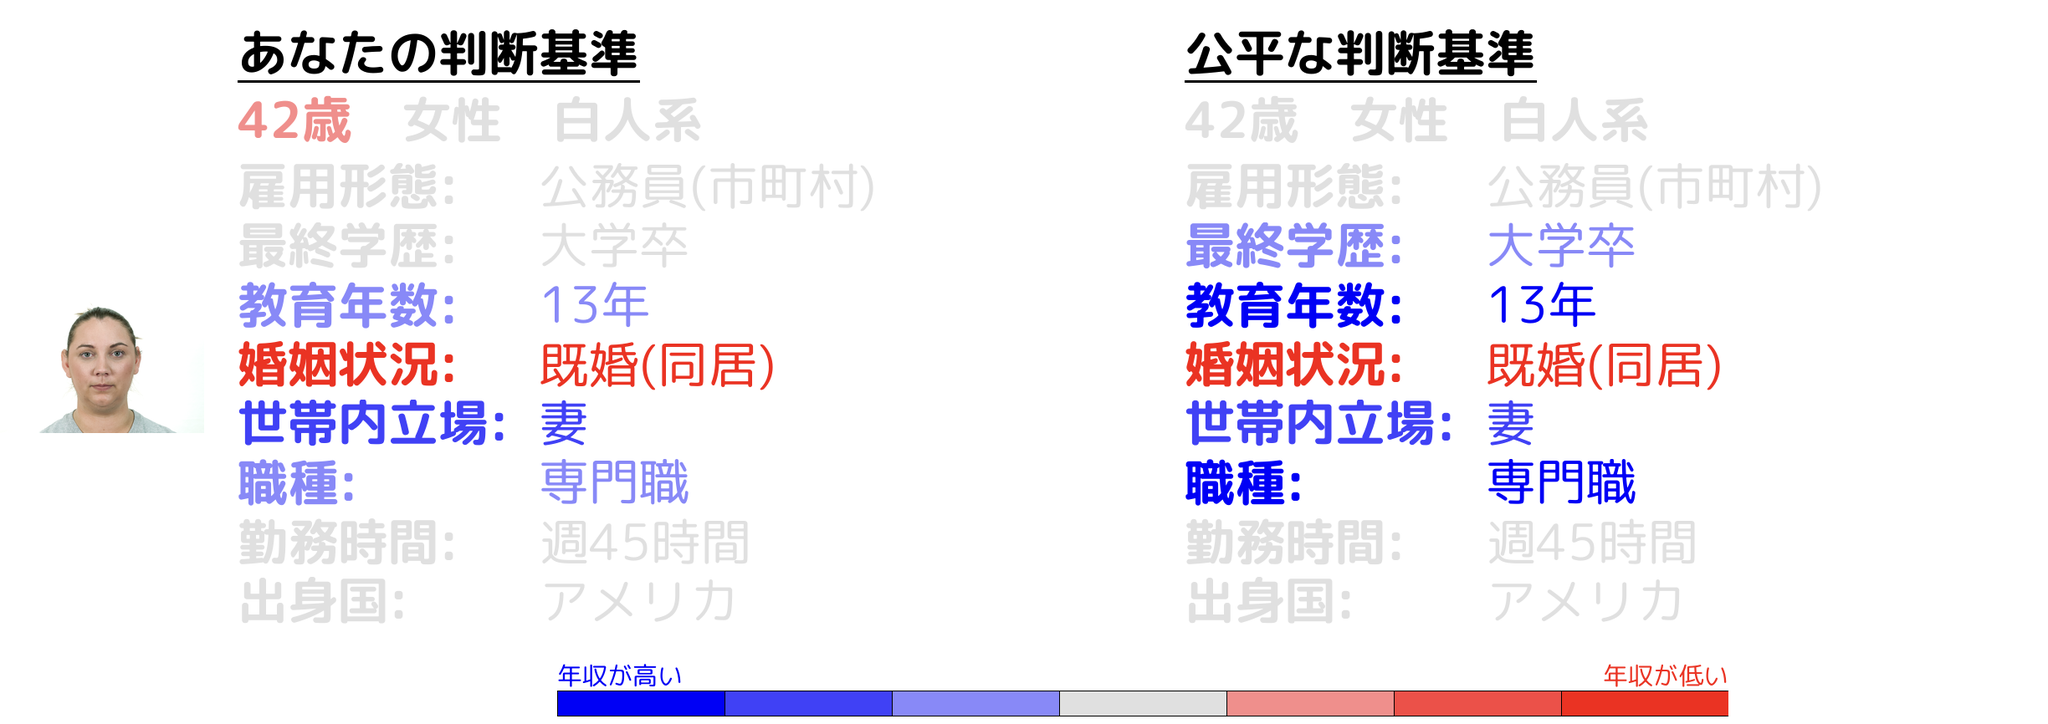 あなたの判断基準
42歳 女性 白人系
雇用形態: 公務員(市町村)
最終学歴: 大学卒
教育年数: 13年
婚姻状況: 既婚(同居)
世帯内立場: 妻
職種: 専門職
勤務時間: 週45時間
出身国: アメリカ
公平な判断基準
42歳 女性 白人系
雇用形態: 公務員(市町村)
最終学歴: 大学卒
教育年数: 13年
婚姻状況: 既婚(同居)
世帯内立場: 妻
職種: 専門職
勤務時間: 週45時間
出身国: アメリカ
年収が高い
年収が低い